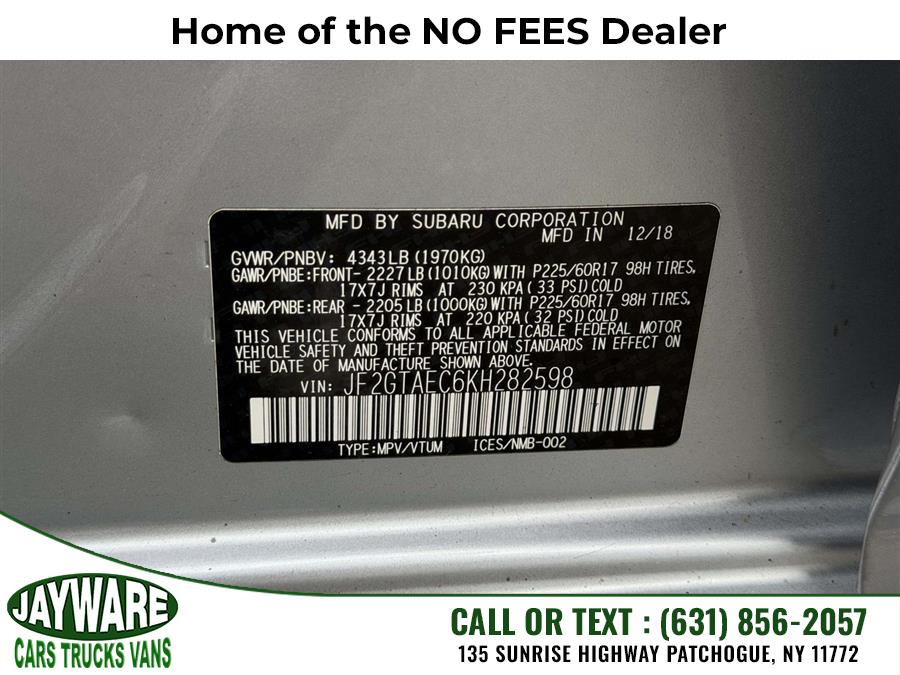 Home of the NO FEES Dealer
MFD BY SUBARU CORPORATION
MFD IN 12/18
GVWR/PNBV: 4343LB (1970KG)
GAWR/PNBE:FRONT- 2227LB (1010KG) WITH P225/60R17 98H TIRES,
17X7J RIMS AT 230 KPA (33 PSI) COLD
GAWR/PNBE:REAR - 2205LB (1000KG) WITH P225/60R17 98H TIRES,
17X7J RIMS AT 220 KPA (32 PSI) COLD
THIS VEHICLE CONFORMS TO ALL APPLICABLE FEDERAL MOTOR
VEHICLE SAFETY AND THEFT PREVENTION STANDARDS IN EFFECT ON
THE DATE OF MANUFACTURE SHOWN ABOVE.
VIN: JF2GTAEC6KH282598
TYPE:MPV/VTUM ICES/NMB-002
JAYWARE
CARS TRUCKS VANS
CALL OR TEXT : (631) 856-2057
135 SUNRISE HIGHWAY PATCHOGUE, NY 11772